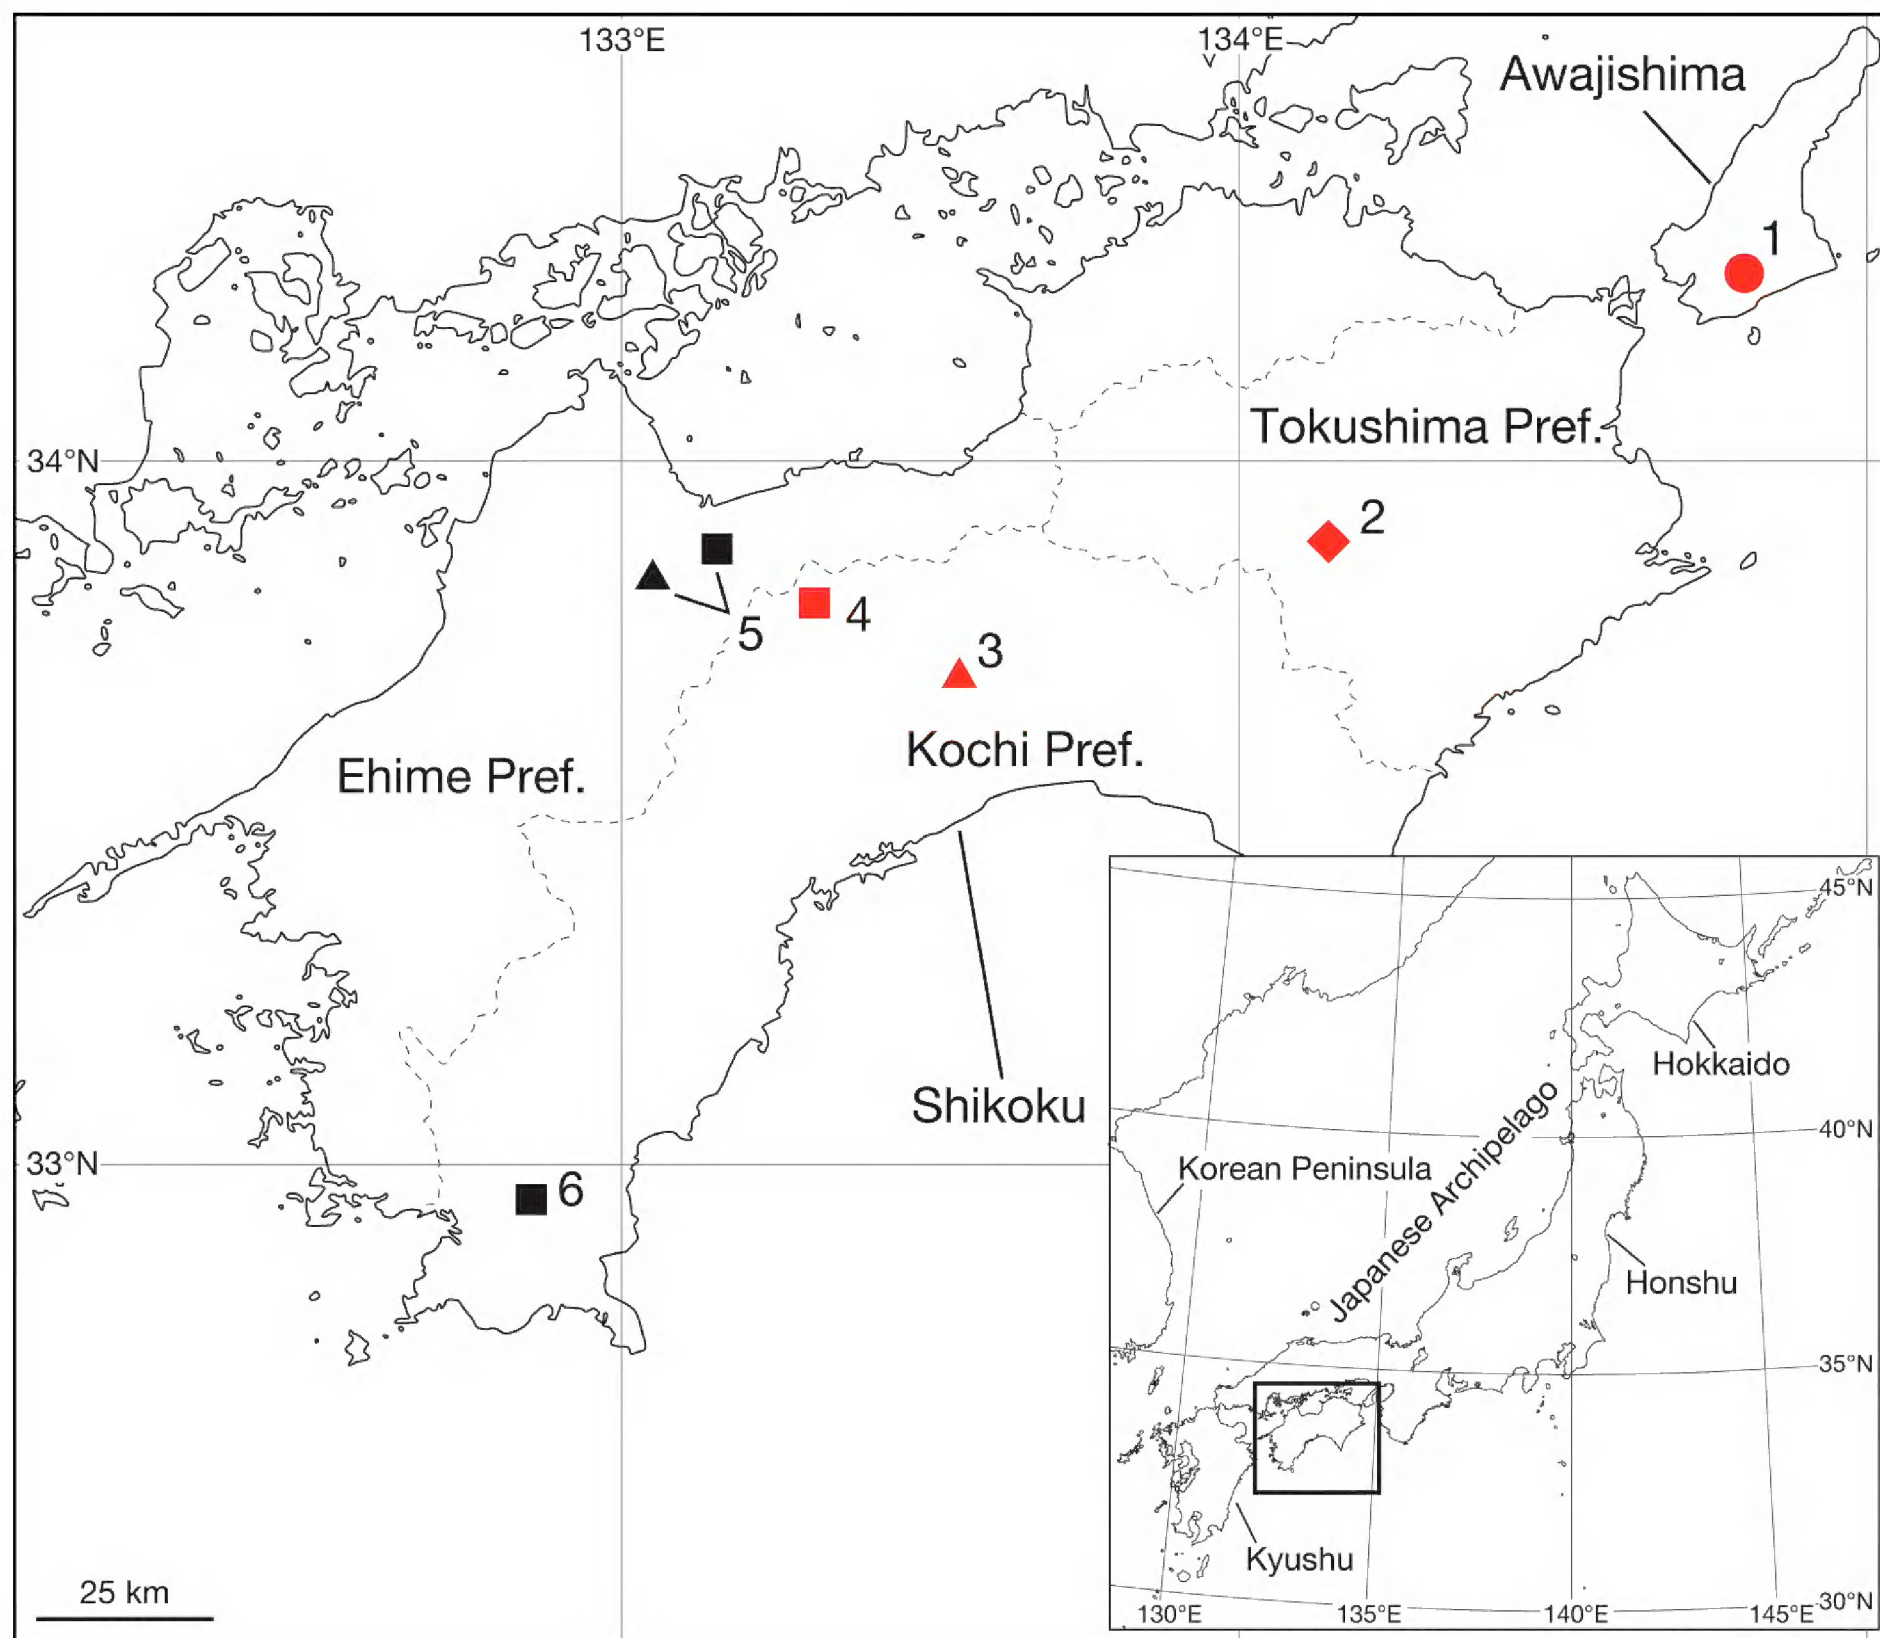 133°E
134°E
Awajishima
1
Tokushima Pref.
34°N
2
5
4
3
Kochi Pref.
Ehime Pref.
Shikoku
33°N
6
25 km
45°N
Hokkaido
40°N
Japanese Archipelago
Korean Peninsula
Honshu
35°N
Kyushu
130°E
135°E
140°E
145°E
30°N